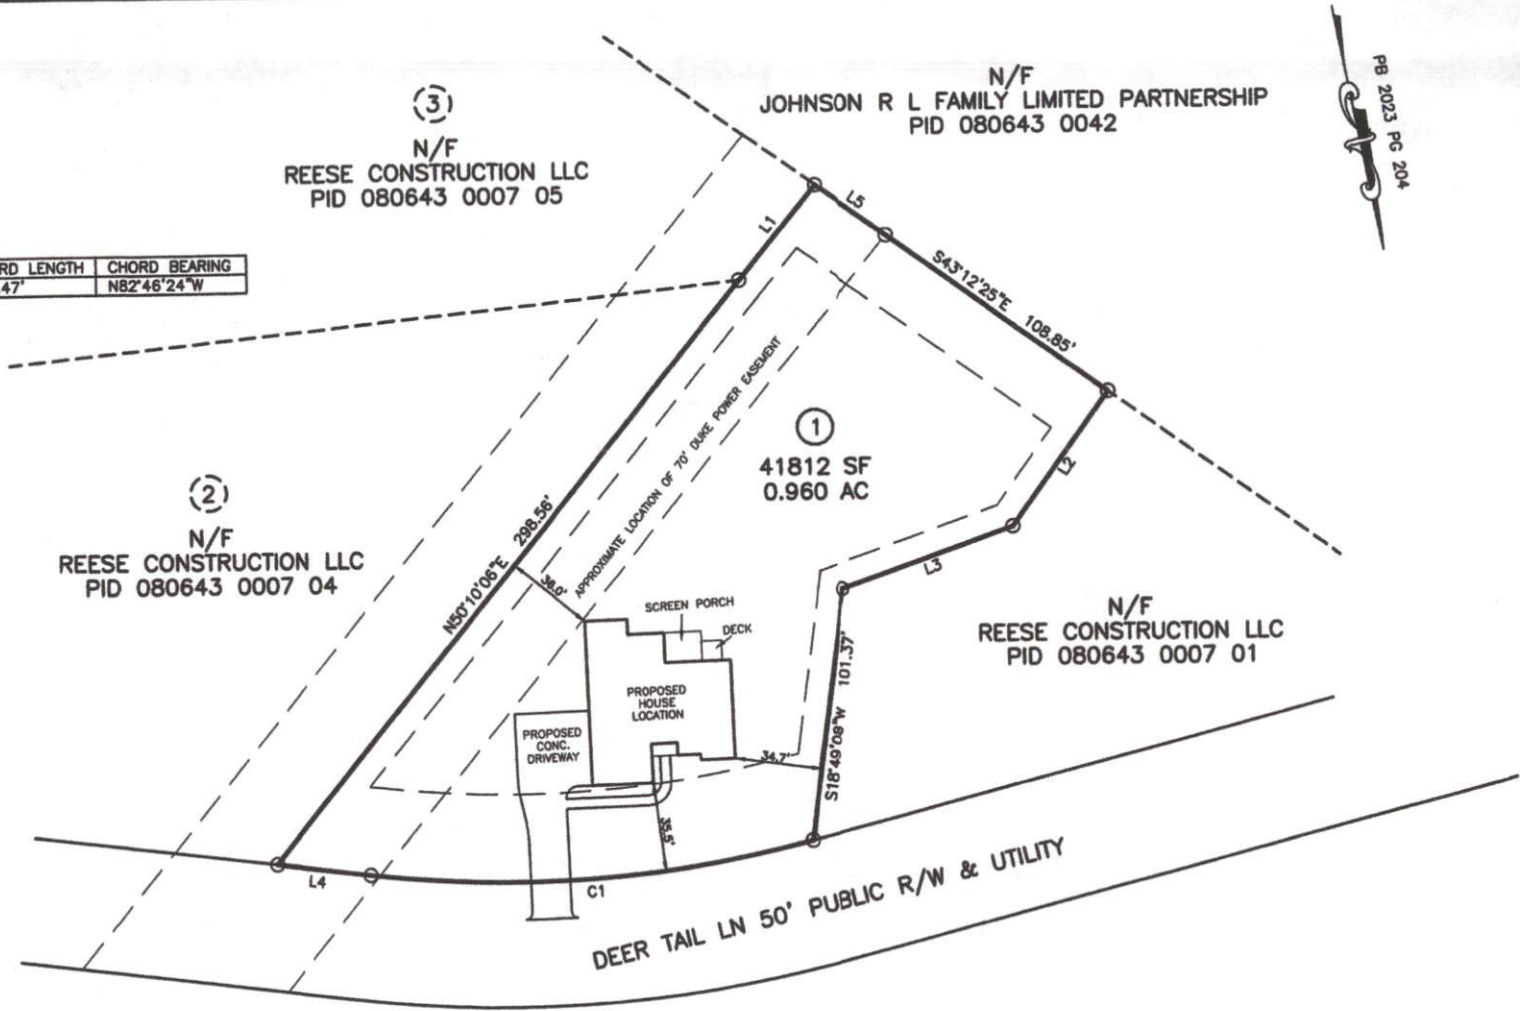 PB 2023 PG 204
N/F
JOHNSON R L FAMILY LIMITED PARTNERSHIP
PID 080643 0042
3
N/F
REESE CONSTRUCTION LLC
PID 080643 0007 05
RD LENGTH CHORD BEARING
.47' N82°46'24"W
L1
L5
S43°12'25"E 108.85'
L2
L3
1
41812 SF
0.960 AC
APPROXIMATE LOCATION OF 70' DUKE POWER EASEMENT
N50°10'06"E 298.56'
36.0'
2
N/F
REESE CONSTRUCTION LLC
PID 080643 0007 04
SCREEN PORCH
DECK
PROPOSED
HOUSE
LOCATION
PROPOSED
CONC.
DRIVEWAY
34.7'
35.5'
S18°49'08"W 101.37'
N/F
REESE CONSTRUCTION LLC
PID 080643 0007 01
L4
C1
DEER TAIL LN 50' PUBLIC R/W & UTILITY